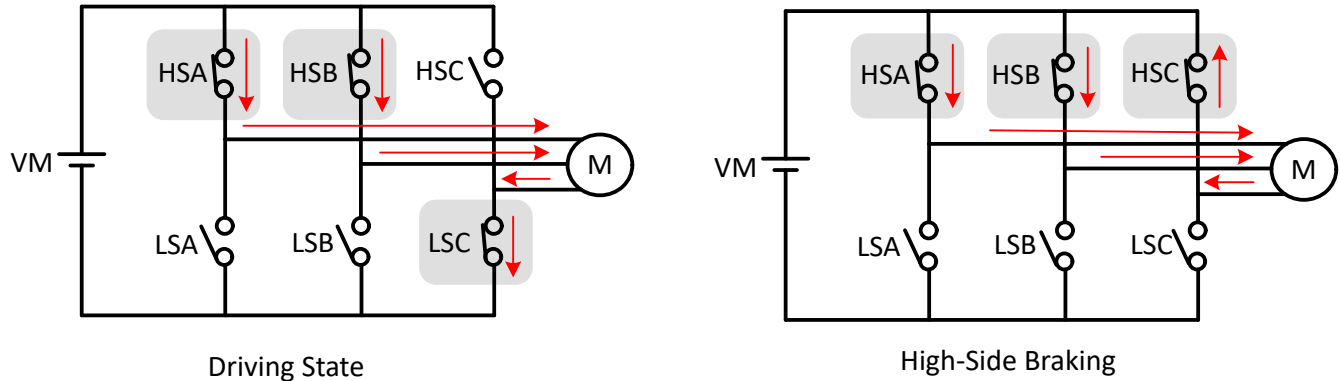 HSA
HSB
HSC
VM
M
LSA
LSB
LSC
Driving State
HSA
HSB
HSC
VM
M
LSA
LSB
LSC
High-Side Braking